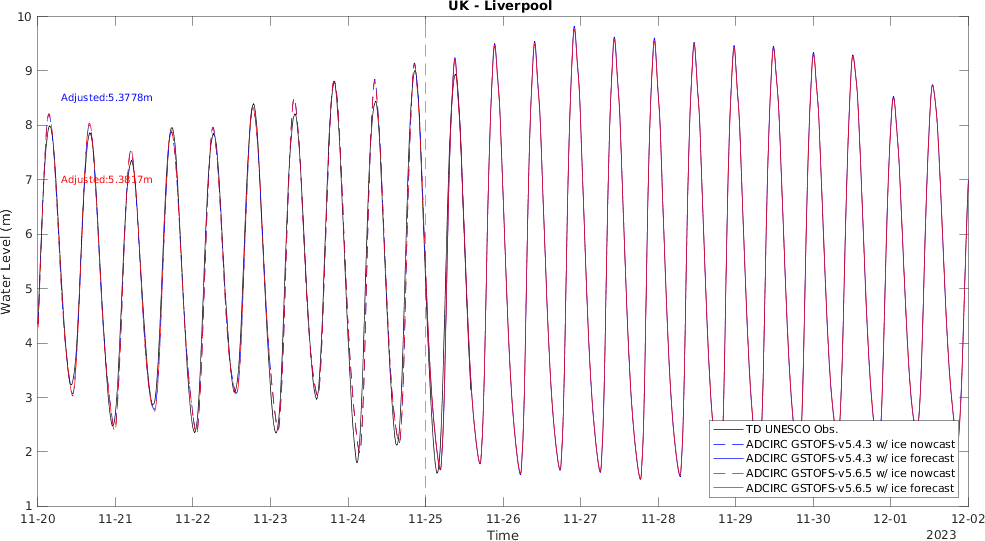 UK - Liverpool
10
9
8
7
6
5
4
3
2
1
Water Level (m)
Adjusted:5.3778m
Adjusted:5.3817m
TD UNESCO Obs.
ADCIRC GSTOFS-v5.4.3 w/ ice nowcast
ADCIRC GSTOFS-v5.4.3 w/ ice forecast
ADCIRC GSTOFS-v5.6.5 w/ ice nowcast
ADCIRC GSTOFS-v5.6.5 w/ ice forecast
11-20 11-21 11-22 11-23 11-24 11-25 11-26 11-27 11-28 11-29 11-30 12-01 12-02
Time
2023